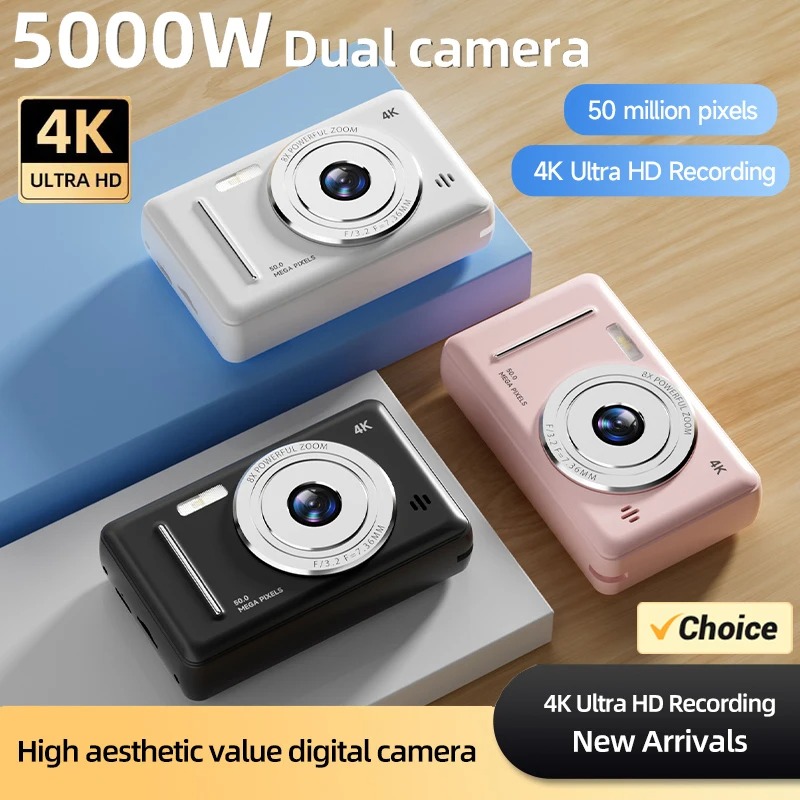 5000W Dual camera
4K
ULTRA HD
50 million pixels
4K Ultra HD Recording
4K
8X POWERFUL ZOOM
F/3.2 F=7.36MM
50.0
MEGA PIXELS
50.0
MEGA PIXELS
8X POWERFUL ZOOM
F/3.2 F=7.36MM
4K
4K
8X POWERFUL ZOOM
F/3.2 F=7.36MM
50.0
MEGA PIXELS
Choice
4K Ultra HD Recording
New Arrivals
High aesthetic value digital camera